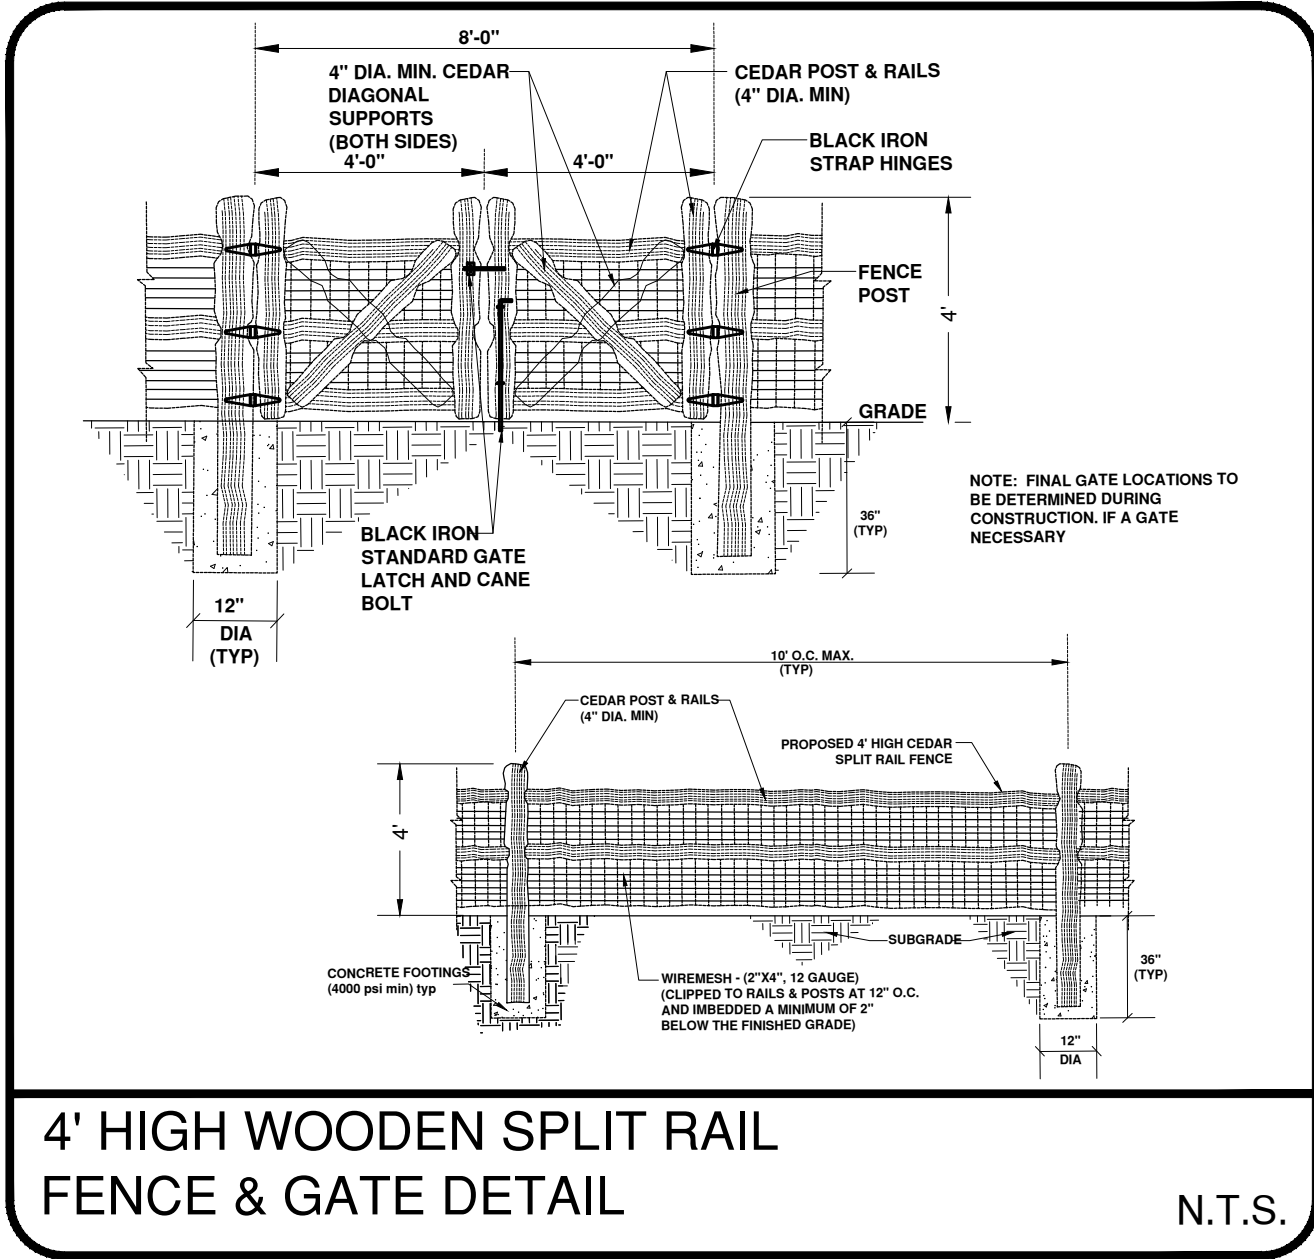 8'-0"
4" DIA. MIN. CEDAR
DIAGONAL
SUPPORTS
(BOTH SIDES)
CEDAR POST & RAILS
(4" DIA. MIN)
BLACK IRON
STRAP HINGES
4'-0"
4'-0"
FENCE
POST
4'
GRADE
NOTE: FINAL GATE LOCATIONS TO
BE DETERMINED DURING
CONSTRUCTION. IF A GATE
NECESSARY
36"
(TYP)
BLACK IRON
STANDARD GATE
LATCH AND CANE
BOLT
12"
DIA
(TYP)
10' O.C. MAX.
(TYP)
CEDAR POST & RAILS
(4" DIA. MIN)
PROPOSED 4' HIGH CEDAR
SPLIT RAIL FENCE
4'
SUBGRADE
36"
(TYP)
CONCRETE FOOTINGS
(4000 psi min) typ
WIREMESH - (2"X4", 12 GAUGE)
(CLIPPED TO RAILS & POSTS AT 12" O.C.
AND IMBEDDED A MINIMUM OF 2"
BELOW THE FINISHED GRADE)
12"
DIA
4' HIGH WOODEN SPLIT RAIL
FENCE & GATE DETAIL
N.T.S.